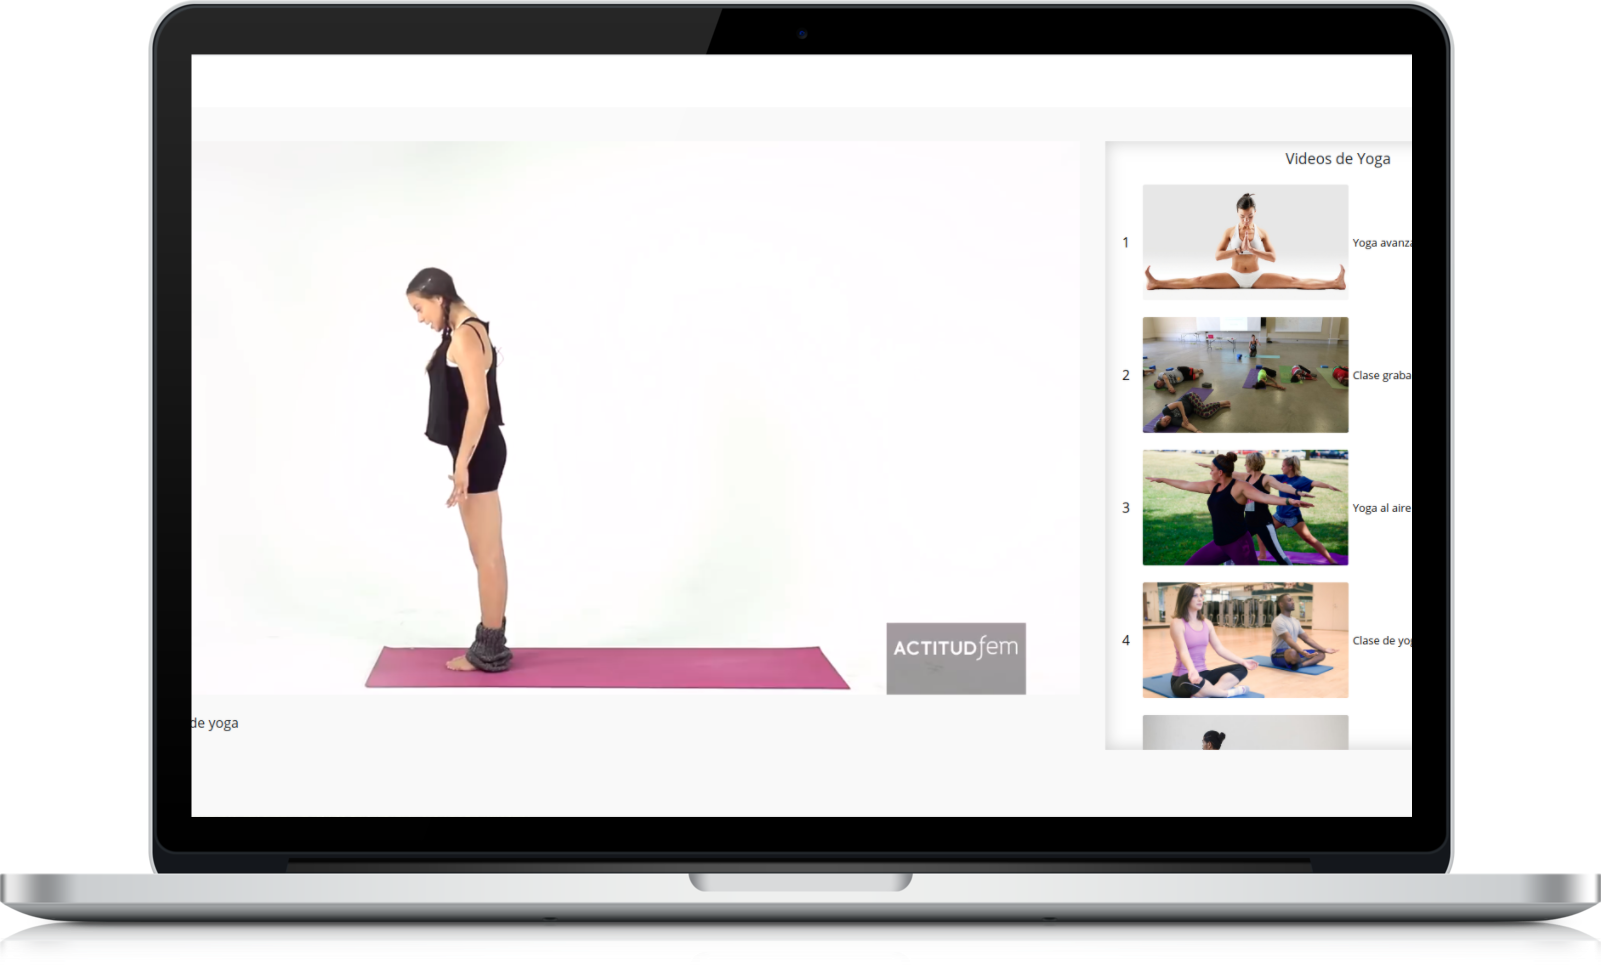 Videos de Yoga
1
Yoga avanza
2
Clase graba
3
Yoga al aire
4
Clase de yo
ACTITUDfem
de yoga